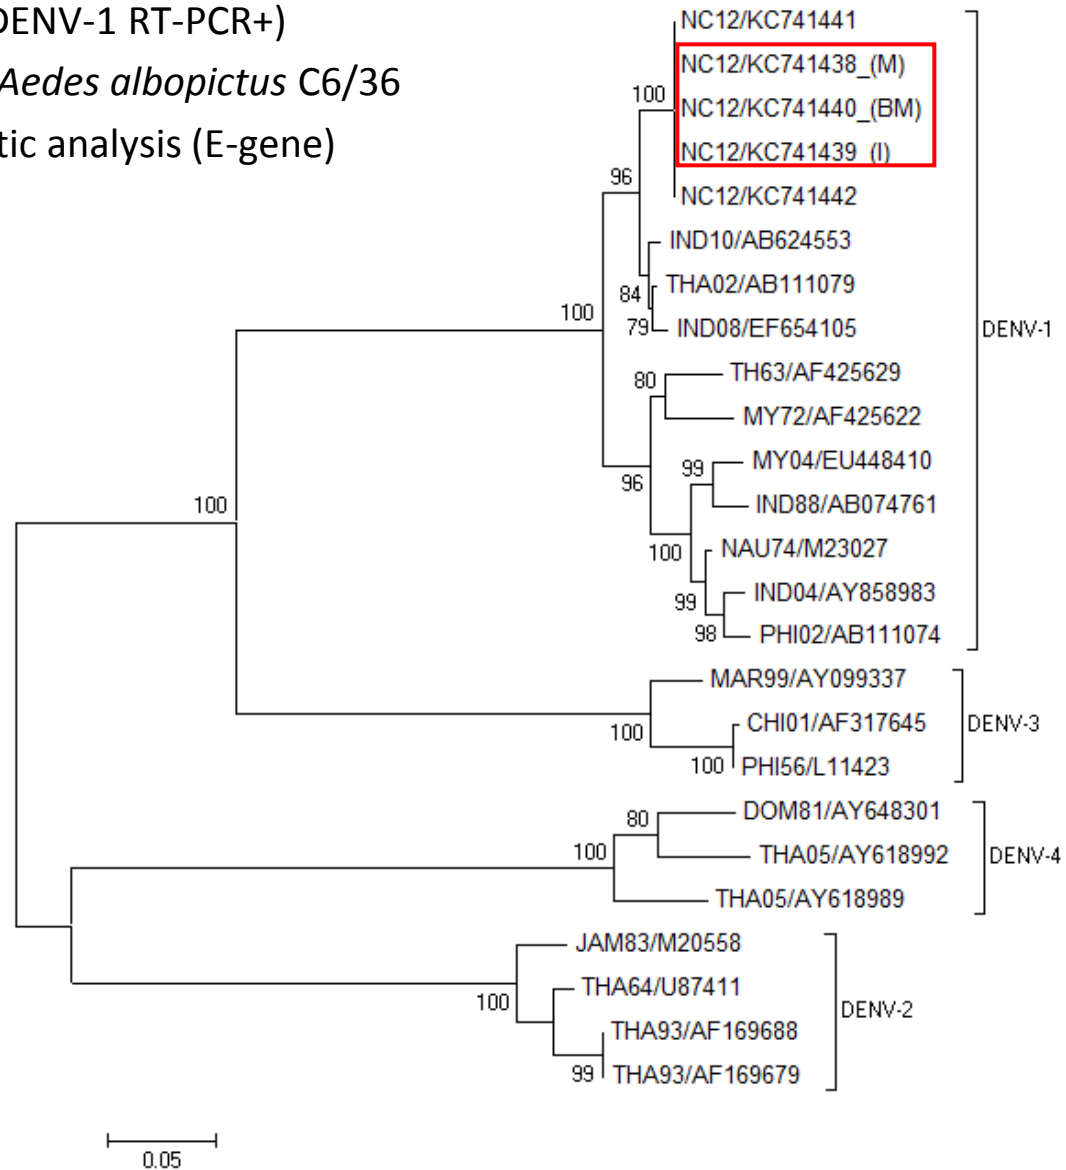 DENV-1 RT-PCR+)
Aedes albopictus C6/36
tic analysis (E-gene)
NC12/KC741441
NC12/KC741438_(M)
100
NC12/KC741440_(BM)
NC12/KC741439_(I)
96
NC12/KC741442
IND10/AB624553
THA02/AB111079
84
100
79
IND08/EF654105
DENV-1
TH63/AF425629
80
MY72/AF425622
MY04/EU448410
99
96
IND88/AB074761
100
NAU74/M23027
100
IND04/AY858983
99
98
PHI02/AB111074
MAR99/AY099337
CHI01/AF317645
DENV-3
100
100
PHI56/L11423
DOM81/AY648301
80
100
THA05/AY618992
DENV-4
THA05/AY618989
JAM83/M20558
THA64/U87411
100
DENV-2
THA93/AF169688
99
THA93/AF169679
0.05